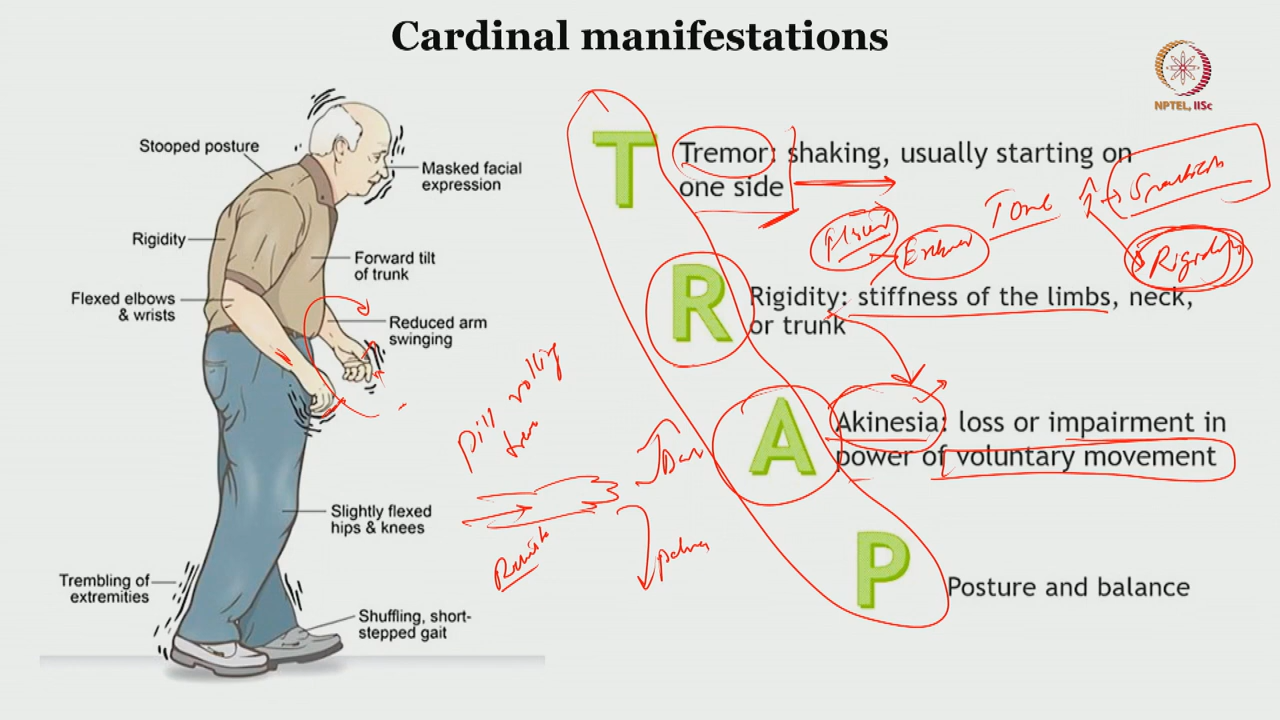 Cardinal manifestations
NPTEL, IISc
Stooped posture
Masked facial
expression
Rigidity
Forward tilt
of trunk
Flexed elbows
& wrists
Reduced arm
swinging
Slightly flexed
hips & knees
Trembling of
extremities
Shuffling, short-
stepped gait
T
Tremor: shaking, usually starting on
one side
Tone
Rigidity
R
Rigidity: stiffness of the limbs, neck,
or trunk
pill rolling
A
Akinesia: loss or impairment in
power of voluntary movement
P
Posture and balance